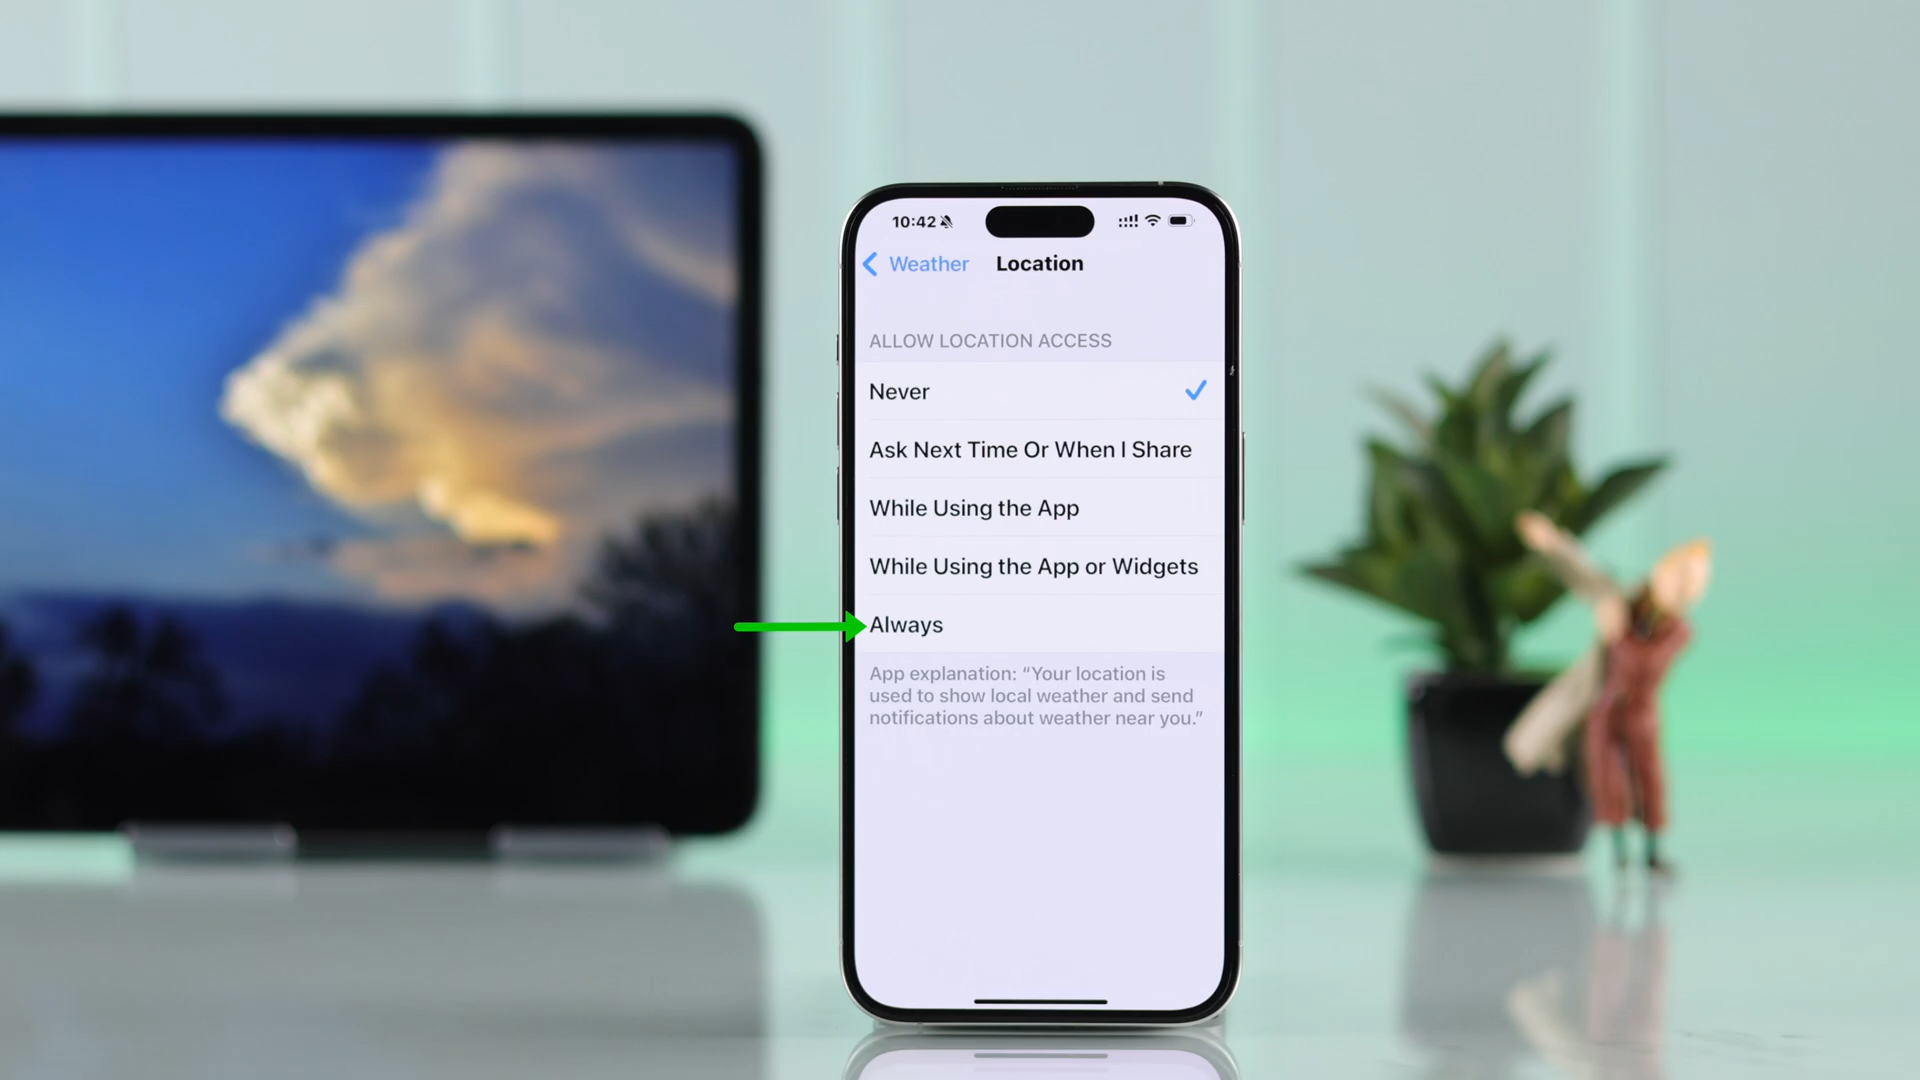 10:42
Weather Location
ALLOW LOCATION ACCESS
Never
Ask Next Time Or When I Share
While Using the App
While Using the App or Widgets
Always
App explanation: “Your location is
used to show local weather and send
notifications about weather near you.”